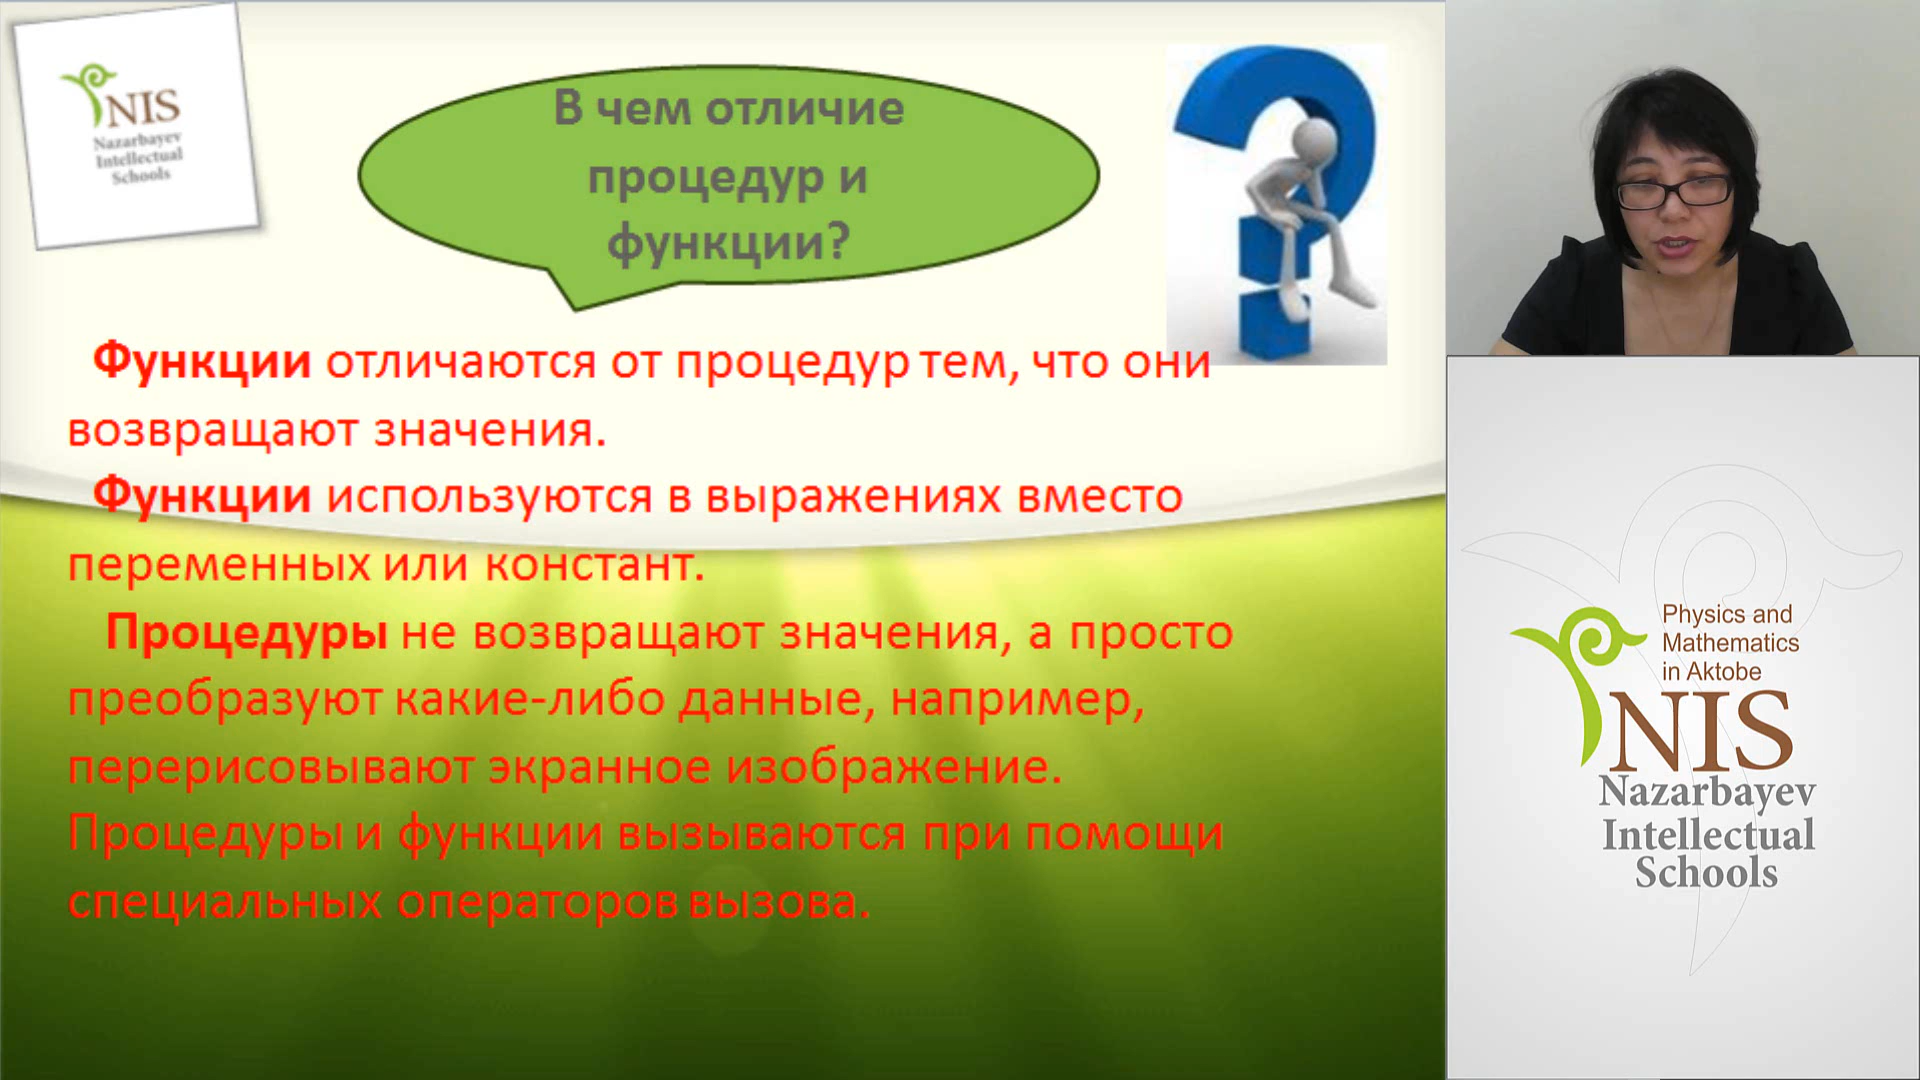 NIS
Nazarbayev
Intellectual
Schools
В чем отличие
процедур и
функции?
Функции отличаются от процедур тем, что они
возвращают значения.
Функции используются в выражениях вместо
переменных или констант.
Процедуры не возвращают значения, а просто
преобразуют какие-либо данные, например,
перерисовывают экранное изображение.
Процедуры и функции вызываются при помощи
специальных операторов вызова.
Physics and
Mathematics
in Aktobe
NIS
Nazarbayev
Intellectual
Schools